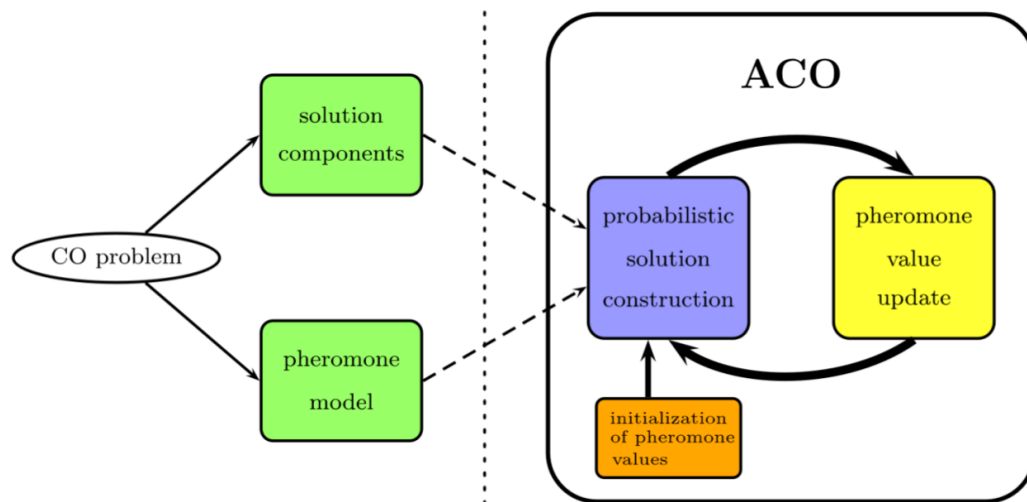 CO problem
solution
components
pheromone
model
ACO
probabilistic
solution
construction
pheromone
value
update
initialization
of pheromone
values